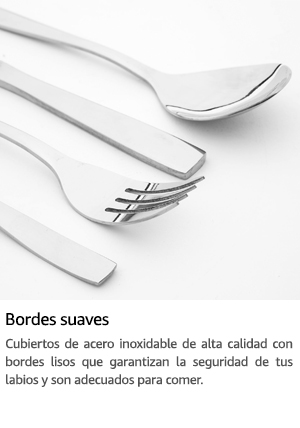 Bordes suaves
Cubiertos de acero inoxidable de alta calidad con
bordes lisos que garantizan la seguridad de tus
labios y son adecuados para comer.